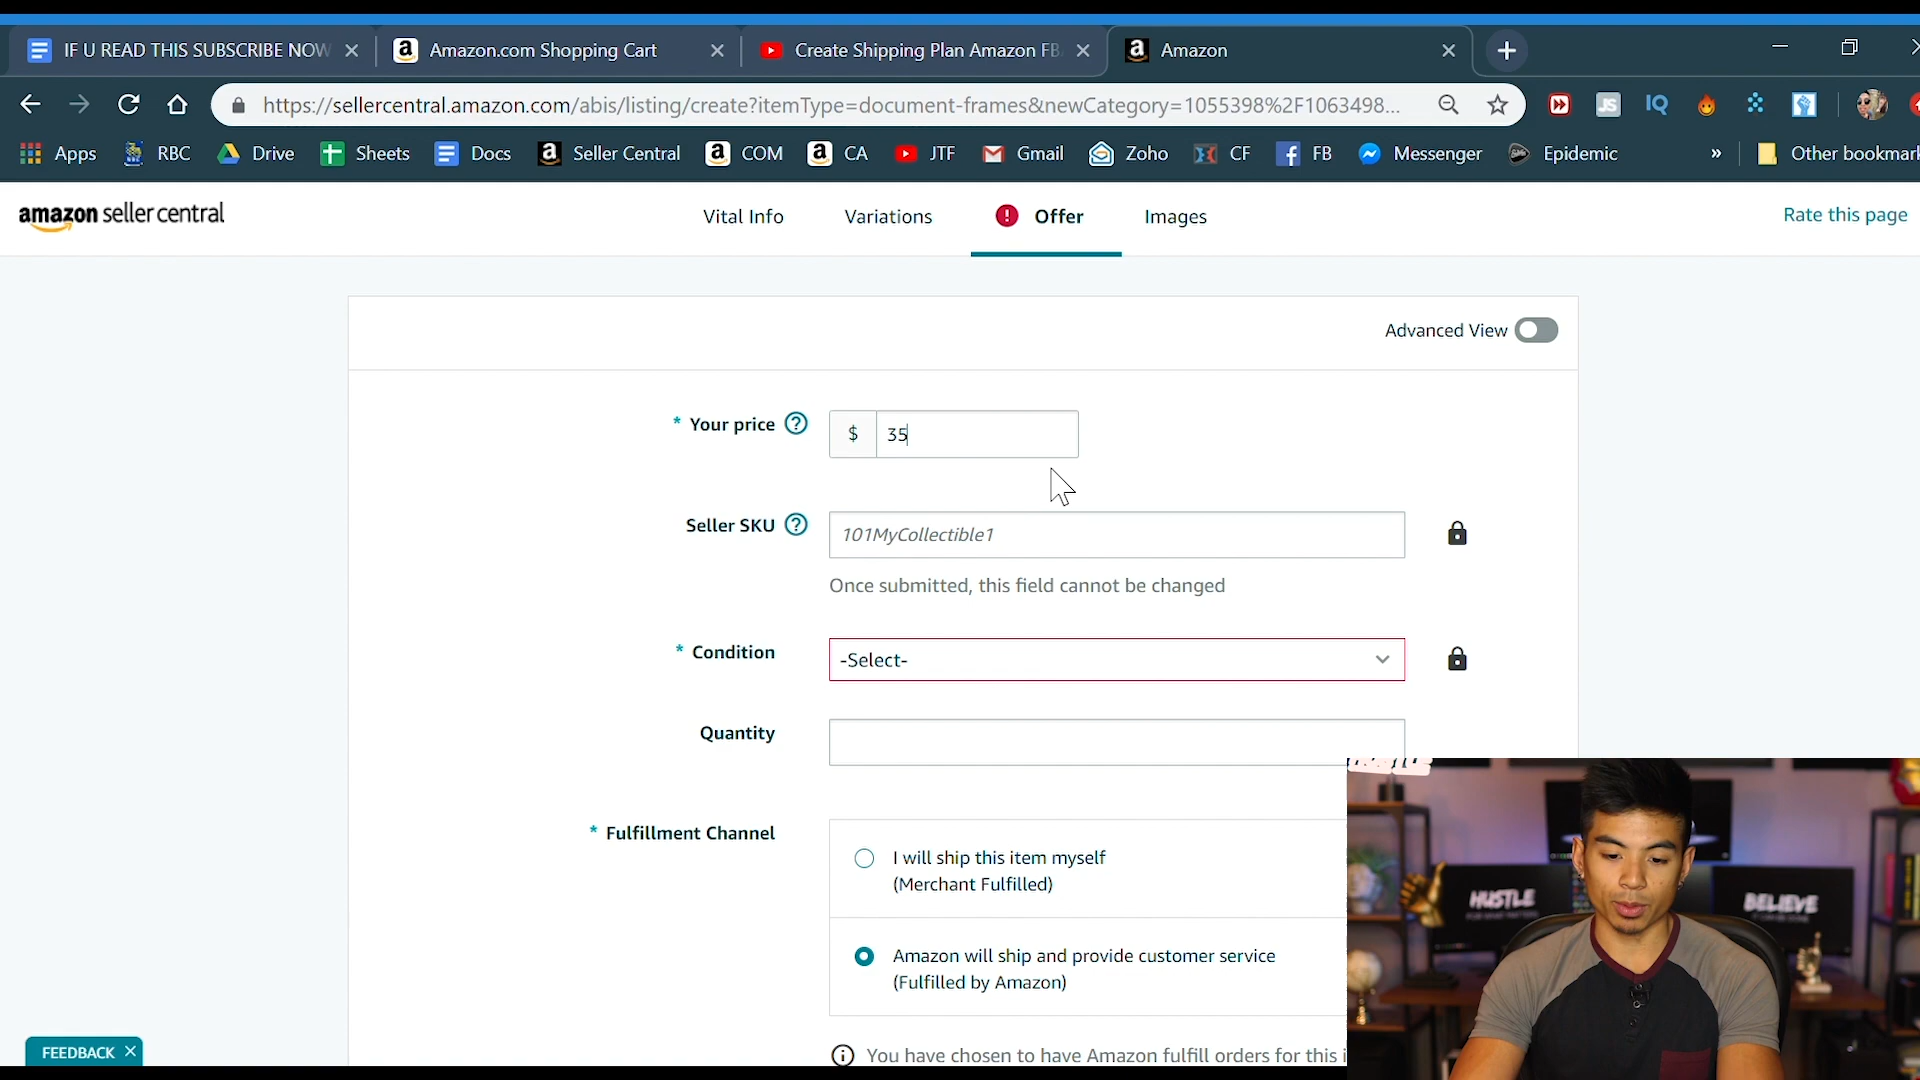 IF U READ THIS SUBSCRIBE NOW
Amazon.com Shopping Cart
Create Shipping Plan Amazon FB
Amazon
https://sellercentral.amazon.com/abis/listing/create?itemType=document-frames&newCategory=1055398%2F1063498...
JS
IQ
Apps
RBC
Drive
Sheets
Docs
Seller Central
COM
CA
JTF
Gmail
Zoho
CF
FB
Messenger
Epidemic
»
Other bookmark
amazon seller central
Vital Info
Variations
! Offer
Images
Rate this page
Advanced View
* Your price ?
$ 35
Seller SKU ?
101MyCollectible1
Once submitted, this field cannot be changed
* Condition
-Select-
Quantity
* Fulfillment Channel
I will ship this item myself
(Merchant Fulfilled)
Amazon will ship and provide customer service
(Fulfilled by Amazon)
You have chosen to have Amazon fulfill orders for this i
FEEDBACK ×
HUSTLE
BELIEVE